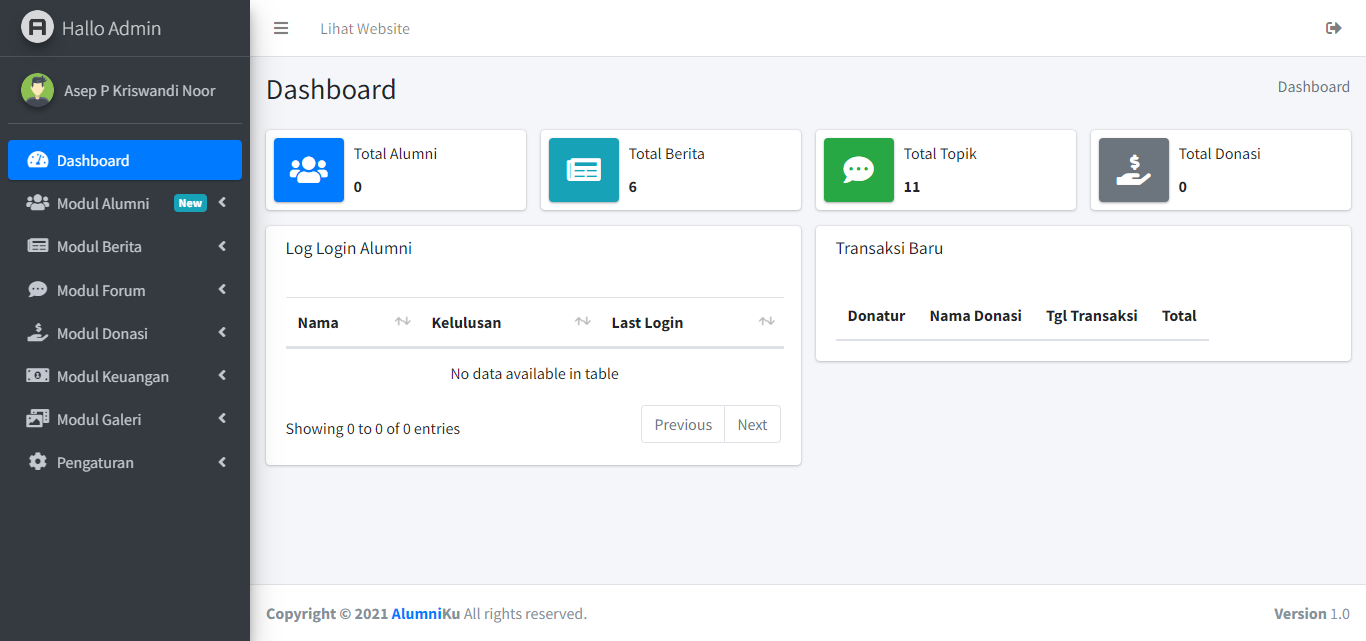 Hallo Admin
Lihat Website
Asep P Kriswandi Noor
Dashboard
Modul Alumni New
Modul Berita
Modul Forum
Modul Donasi
Modul Keuangan
Modul Galeri
Pengaturan
Dashboard
Dashboard
Total Alumni
0
Total Berita
6
Total Topik
11
Total Donasi
0
Log Login Alumni
Nama Kelulusan Last Login
No data available in table
Showing 0 to 0 of 0 entries
Previous Next
Transaksi Baru
Donatur Nama Donasi Tgl Transaksi Total
Copyright © 2021 AlumniKu All rights reserved.
Version 1.0